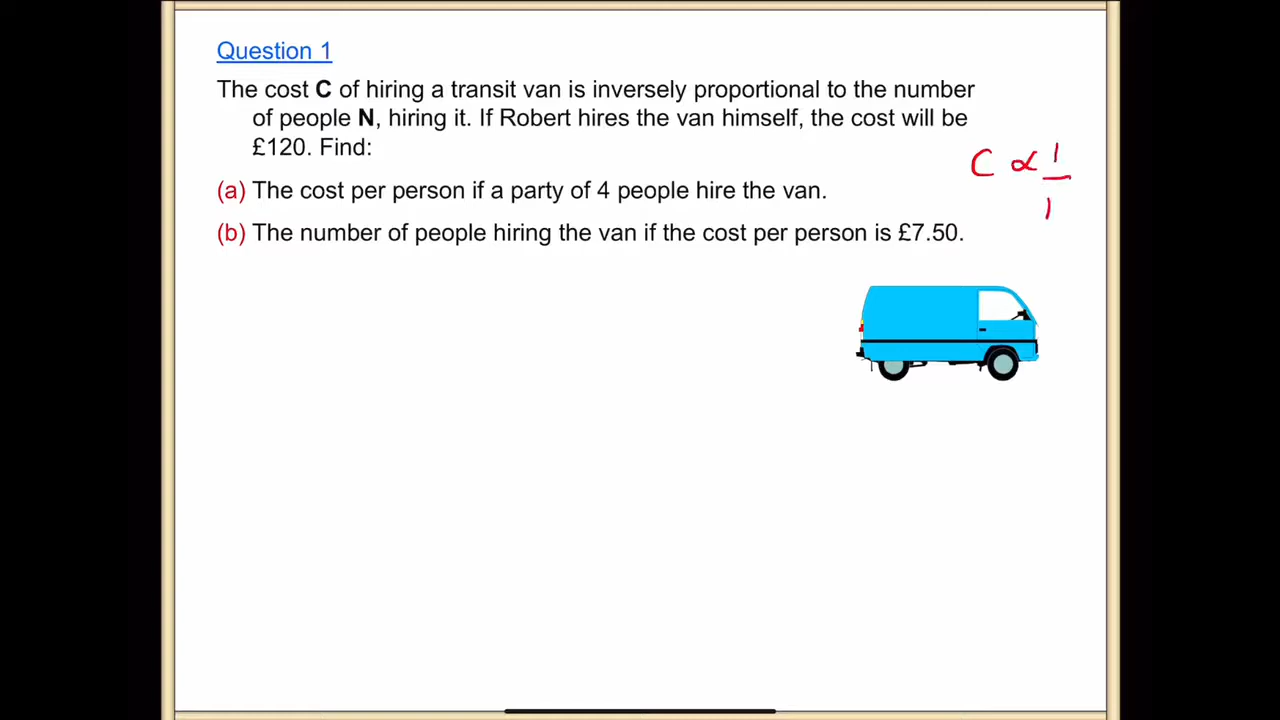 Question 1
The cost C of hiring a transit van is inversely proportional to the number
of people N, hiring it. If Robert hires the van himself, the cost will be
£120. Find:
C ∝ 1
1
(a) The cost per person if a party of 4 people hire the van.
(b) The number of people hiring the van if the cost per person is £7.50.